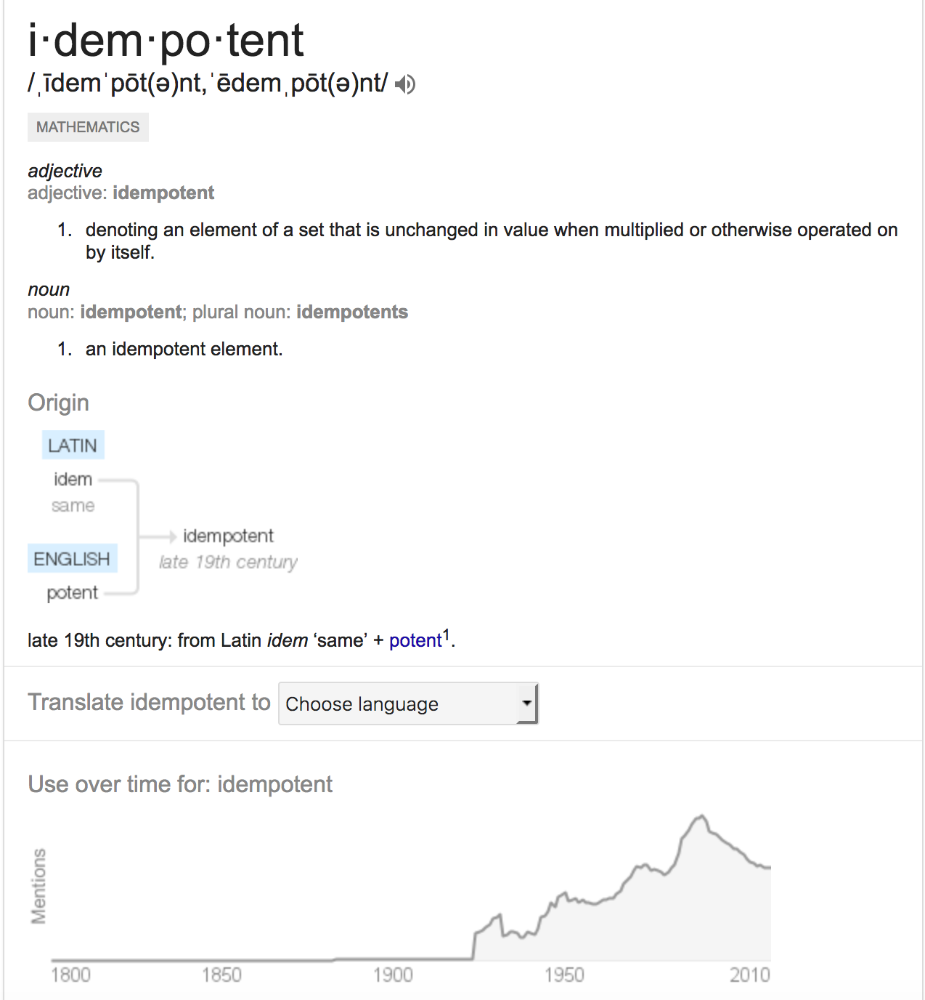 i·dem·po·tent
/ˌīdemˈpōt(ə)nt,ˈēdemˌpōt(ə)nt/
MATHEMATICS
adjective
adjective: idempotent
1. denoting an element of a set that is unchanged in value when multiplied or otherwise operated on
by itself.
noun
noun: idempotent; plural noun: idempotents
1. an idempotent element.
Origin
LATIN
idem
same
ENGLISH
potent
idempotent
late 19th century
late 19th century: from Latin idem ‘same’ + potent¹.
Translate idempotent to Choose language
Use over time for: idempotent
Mentions
1800 1850 1900 1950 2010